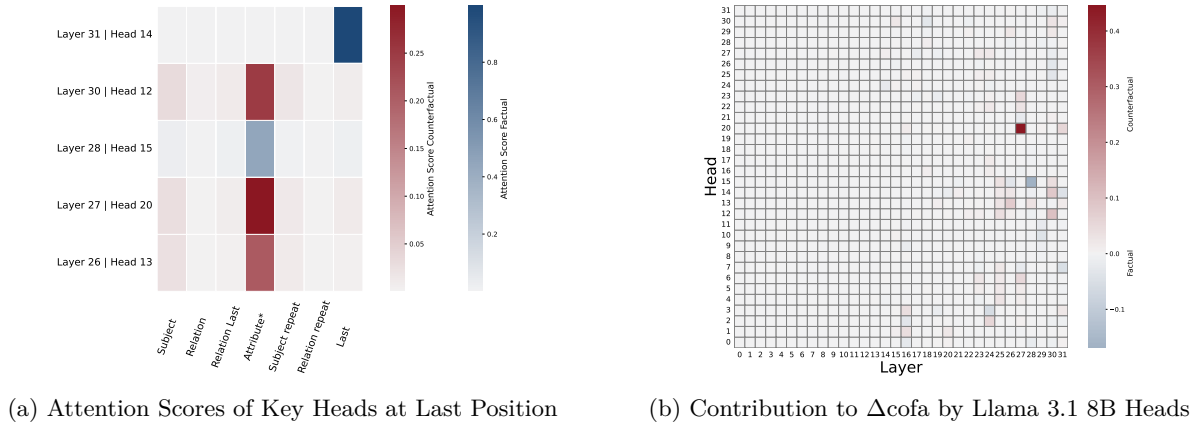 Layer 31 | Head 14
Layer 30 | Head 12
Layer 28 | Head 15
Layer 27 | Head 20
Layer 26 | Head 13
Subject
Relation
Relation Last
Attribute*
Subject repeat
Relation repeat
Last
0.25
0.20
0.15
0.10
0.05
Attention Score Counterfactual
0.8
0.6
0.4
0.2
Attention Score Factual
(a) Attention Scores of Key Heads at Last Position
31
30
29
28
27
26
25
24
23
22
21
20
19
18
17
16
15
14
13
12
11
10
9
8
7
6
5
4
3
2
1
0
Head
0 1 2 3 4 5 6 7 8 9 10 11 12 13 14 15 16 17 18 19 20 21 22 23 24 25 26 27 28 29 30 31
Layer
0.4
0.3
0.2
0.1
0.0
−0.1
Counterfactual
Factual
(b) Contribution to Δcofa by Llama 3.1 8B Heads